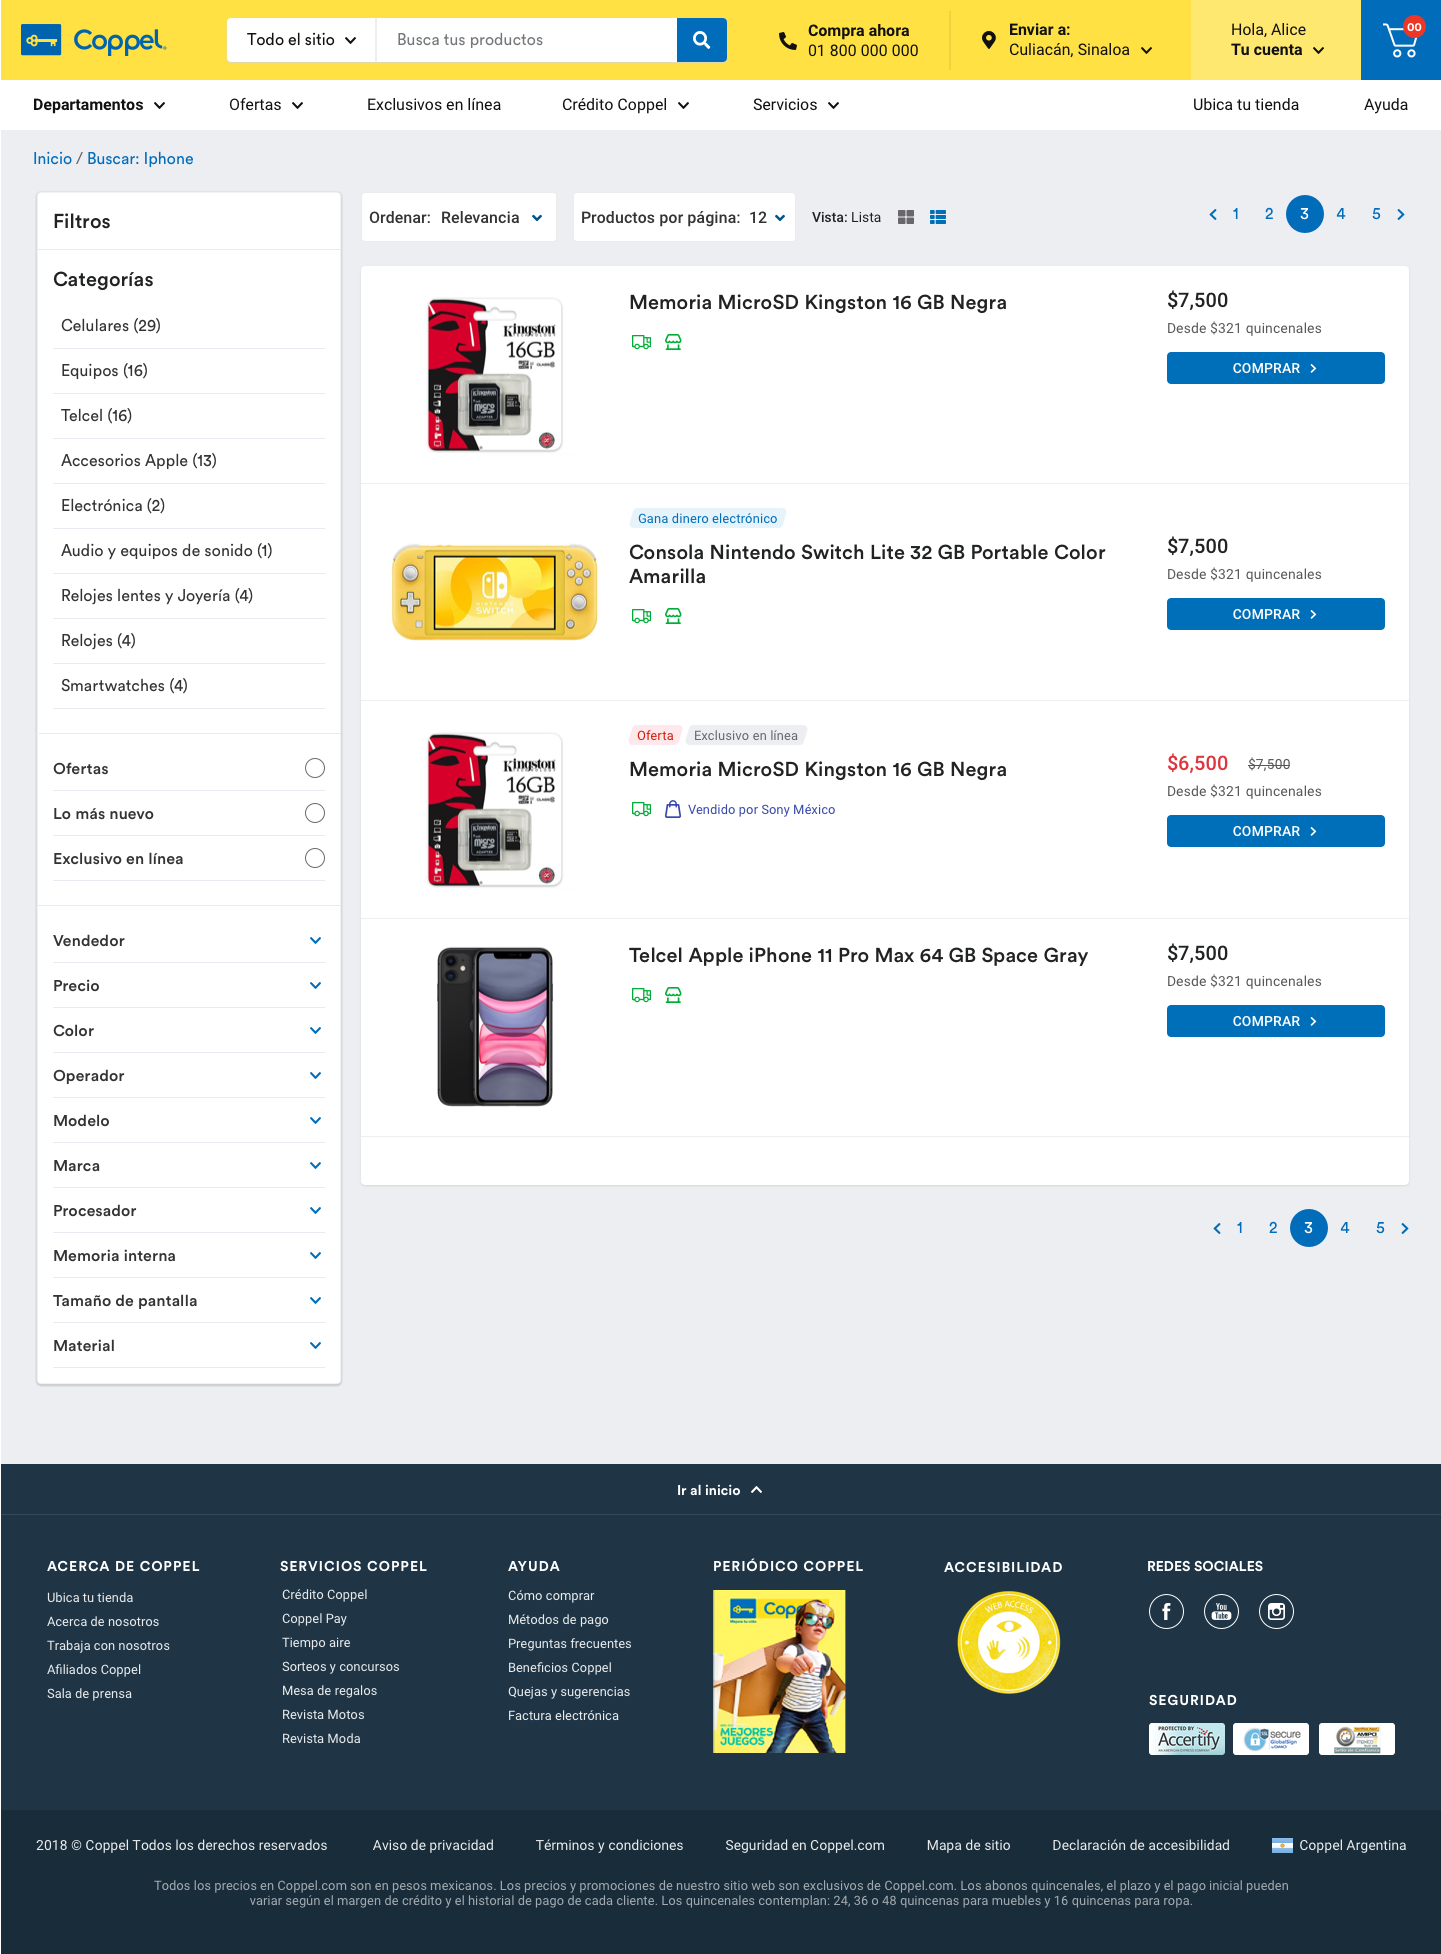 Coppel
Todo el sitio
Busca tus productos
Compra ahora
01 800 000 000
Enviar a:
Culiacán, Sinaloa
Hola, Alice
Tu cuenta
00
Departamentos
Ofertas
Exclusivos en línea
Crédito Coppel
Servicios
Ubica tu tienda
Ayuda
Inicio / Buscar: Iphone
Filtros
Categorías
Celulares (29)
Equipos (16)
Telcel (16)
Accesorios Apple (13)
Electrónica (2)
Audio y equipos de sonido (1)
Relojes lentes y Joyería (4)
Relojes (4)
Smartwatches (4)
Ofertas
Lo más nuevo
Exclusivo en línea
Vendedor
Precio
Color
Operador
Modelo
Marca
Procesador
Memoria interna
Tamaño de pantalla
Material
Ordenar: Relevancia
Productos por página: 12
Vista: Lista
1 2 3 4 5
Kingston
16GB
Kingston
micro
Memoria MicroSD Kingston 16 GB Negra
$7,500
Desde $321 quincenales
COMPRAR
NINTENDO
SWITCH
Gana dinero electrónico
Consola Nintendo Switch Lite 32 GB Portable Color
Amarilla
$7,500
Desde $321 quincenales
COMPRAR
Kingston
16GB
Kingston
micro
Oferta
Exclusivo en línea
Memoria MicroSD Kingston 16 GB Negra
Vendido por Sony México
$6,500 $7,500
Desde $321 quincenales
COMPRAR
Telcel Apple iPhone 11 Pro Max 64 GB Space Gray
$7,500
Desde $321 quincenales
COMPRAR
1 2 3 4 5
Ir al inicio
ACERCA DE COPPEL
Ubica tu tienda
Acerca de nosotros
Trabaja con nosotros
Afiliados Coppel
Sala de prensa
SERVICIOS COPPEL
Crédito Coppel
Coppel Pay
Tiempo aire
Sorteos y concursos
Mesa de regalos
Revista Motos
Revista Moda
AYUDA
Cómo comprar
Métodos de pago
Preguntas frecuentes
Beneficios Coppel
Quejas y sugerencias
Factura electrónica
PERIÓDICO COPPEL
MEJORES
JUEGOS
ACCESIBILIDAD
WEB ACCESS
REDES SOCIALES
You
Tube
SEGURIDAD
PROTECTED BY
Accertify
secure
GlobalSign
AMIPCI
2018 © Coppel Todos los derechos reservados
Aviso de privacidad
Términos y condiciones
Seguridad en Coppel.com
Mapa de sitio
Declaración de accesibilidad
Coppel Argentina
Todos los precios en Coppel.com son en pesos mexicanos. Los precios y promociones de nuestro sitio web son exclusivos de Coppel.com. Los abonos quincenales, el plazo y el pago inicial pueden
variar según el margen de crédito y el historial de pago de cada cliente. Los quincenales contemplan: 24, 36 o 48 quincenas para muebles y 16 quincenas para ropa.